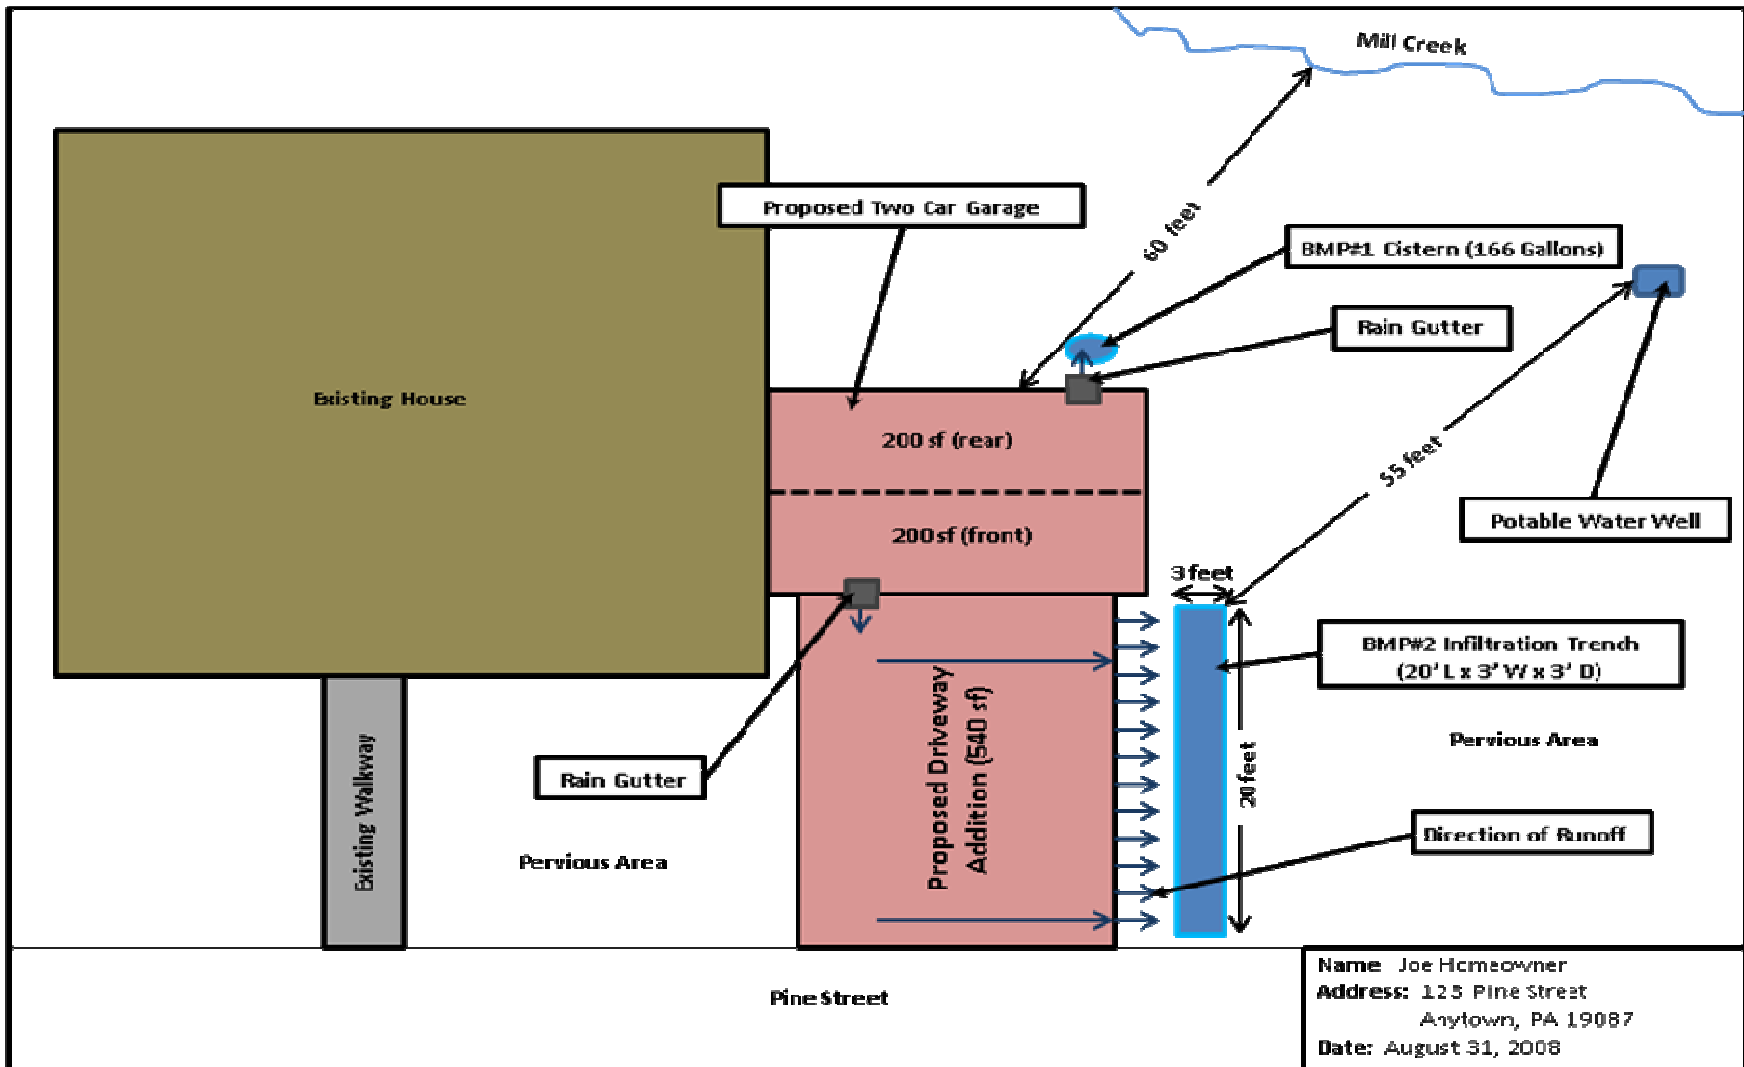 Mill Creek
Proposed Two Car Garage
60 feet
BMP#1 Cistern (166 Gallons)
Rain Gutter
Existing House
200 sf (rear)
55 feet
Potable Water Well
200 sf (front)
3 feet
BMP#2 Infiltration Trench
(20' L x 3' W x 3' D)
Pervious Area
20 feet
Proposed Driveway
Addition (540 sf)
Rain Gutter
Existing Walkway
Direction of Runoff
Pervious Area
Pine Street
Name Joe Homeowner
Address: 123 Pine Street
Anytown, PA 19087
Date: August 31, 2008